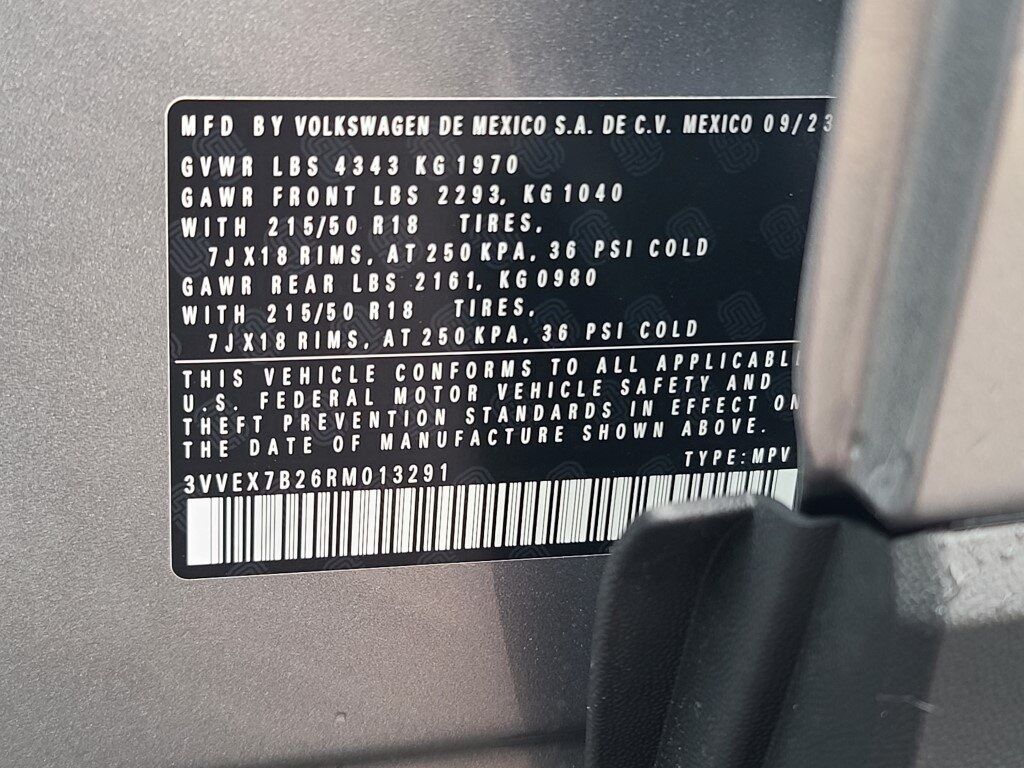 MFD BY VOLKSWAGEN DE MEXICO S.A. DE C.V. MEXICO 09/23
GVWR LBS 4343 KG 1970
GAWR FRONT LBS 2293, KG 1040
WITH 215/50 R18 TIRES,
7JX18 RIMS, AT 250 KPA, 36 PSI COLD
GAWR REAR LBS 2161, KG 0980
WITH 215/50 R18 TIRES,
7JX18 RIMS, AT 250 KPA, 36 PSI COLD
THIS VEHICLE CONFORMS TO ALL APPLICABLE
U.S. FEDERAL MOTOR VEHICLE SAFETY AND
THEFT PREVENTION STANDARDS IN EFFECT ON
THE DATE OF MANUFACTURE SHOWN ABOVE.
3VVEX7B26RM013291 TYPE: MPV